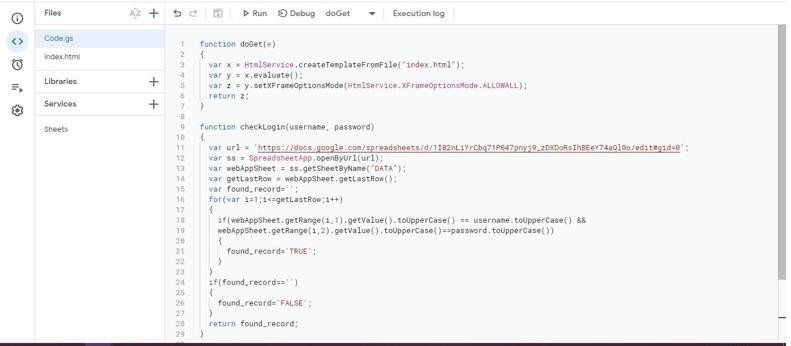 Files
AZ
Run
Debug
doGet
Execution log
Code.gs
index.html
Libraries
Services
Sheets
1 function doGet(e)
2 {
3 var x = HtmlService.createTemplateFromFile("index.html");
4 var y = x.evaluate();
5 var z = y.setXFrameOptionsMode(HtmlService.XFrameOptionsMode.ALLOWALL);
6 return z;
7 }
8
9 function checkLogin(username, password)
10 {
11 var url = 'https://docs.google.com/spreadsheets/d/1IB2nLiYrCbq71P047pnyj9_zDXDoRsIhBEeY74aQl0o/edit#gid=0';
12 var ss = SpreadsheetApp.openByUrl(url);
13 var webAppSheet = ss.getSheetByName("DATA");
14 var getLastRow = webAppSheet.getLastRow();
15 var found_record='';
16 for(var i=1;i<=getLastRow;i++)
17 {
18 if(webAppSheet.getRange(i,1).getValue().toUpperCase() == username.toUpperCase() &&
19 webAppSheet.getRange(i,2).getValue().toUpperCase()==password.toUpperCase())
20 {
21 found_record='TRUE';
22 }
23 }
24 if(found_record=='')
25 {
26 found_record='FALSE';
27 }
28 return found_record;
29 }